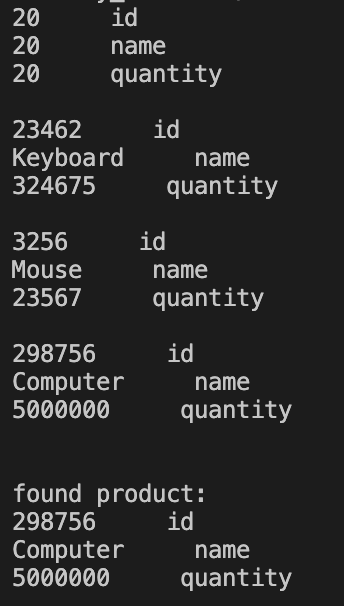 20     id
20     name
20     quantity

23462     id
Keyboard     name
324675     quantity

3256     id
Mouse     name
23567     quantity

298756     id
Computer     name
5000000     quantity


found product:
298756     id
Computer     name
5000000     quantity